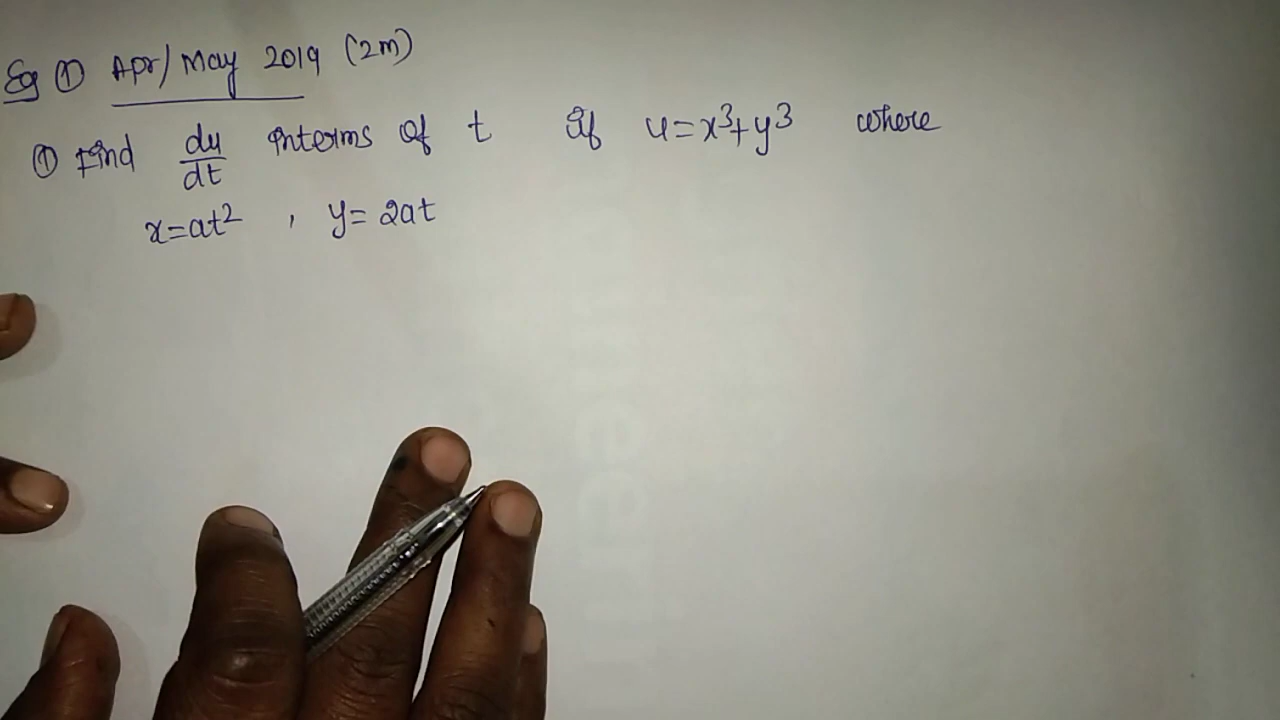 Eg ① Apr/May 2019 (2m)
① Find du/dt interms of t if u=x³+y³ where
x=at² , y=2at